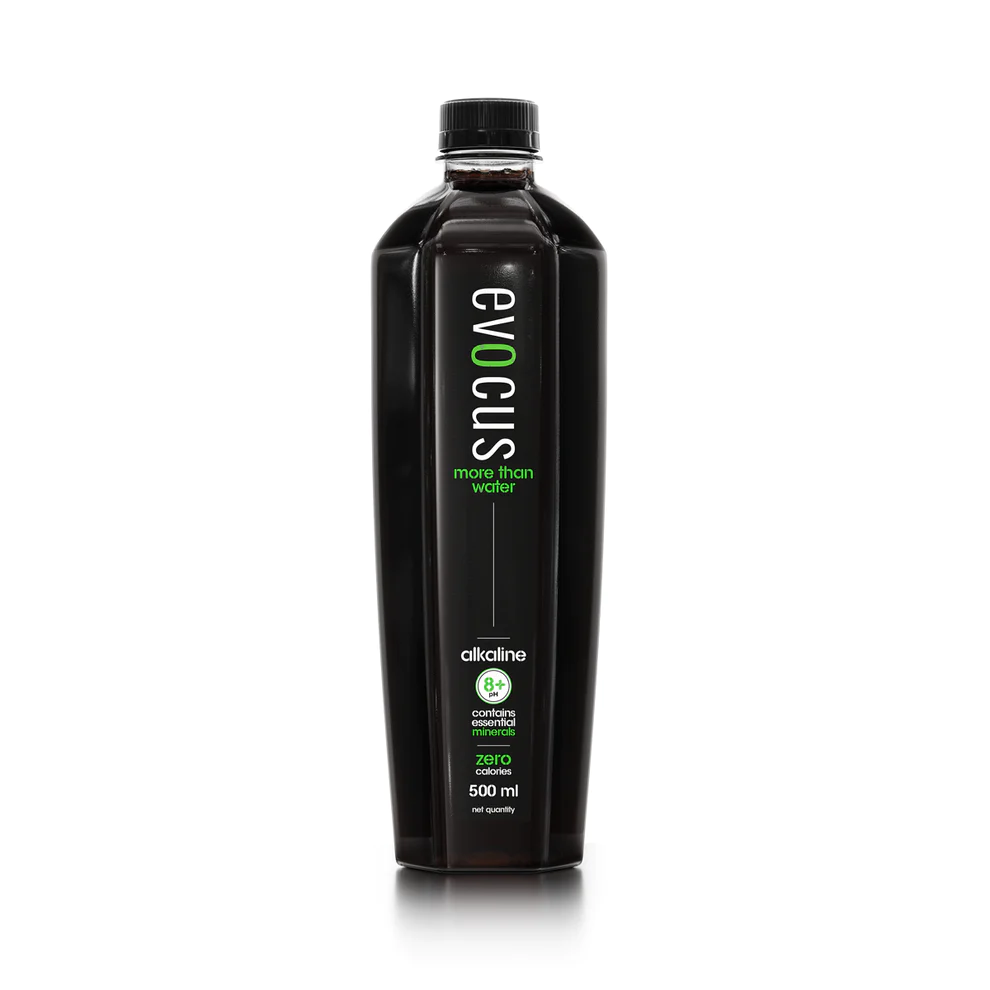 evocus
more than
water
alkaline
8+
pH
contains
essential
minerals
zero
calories
500 ml
net quantity